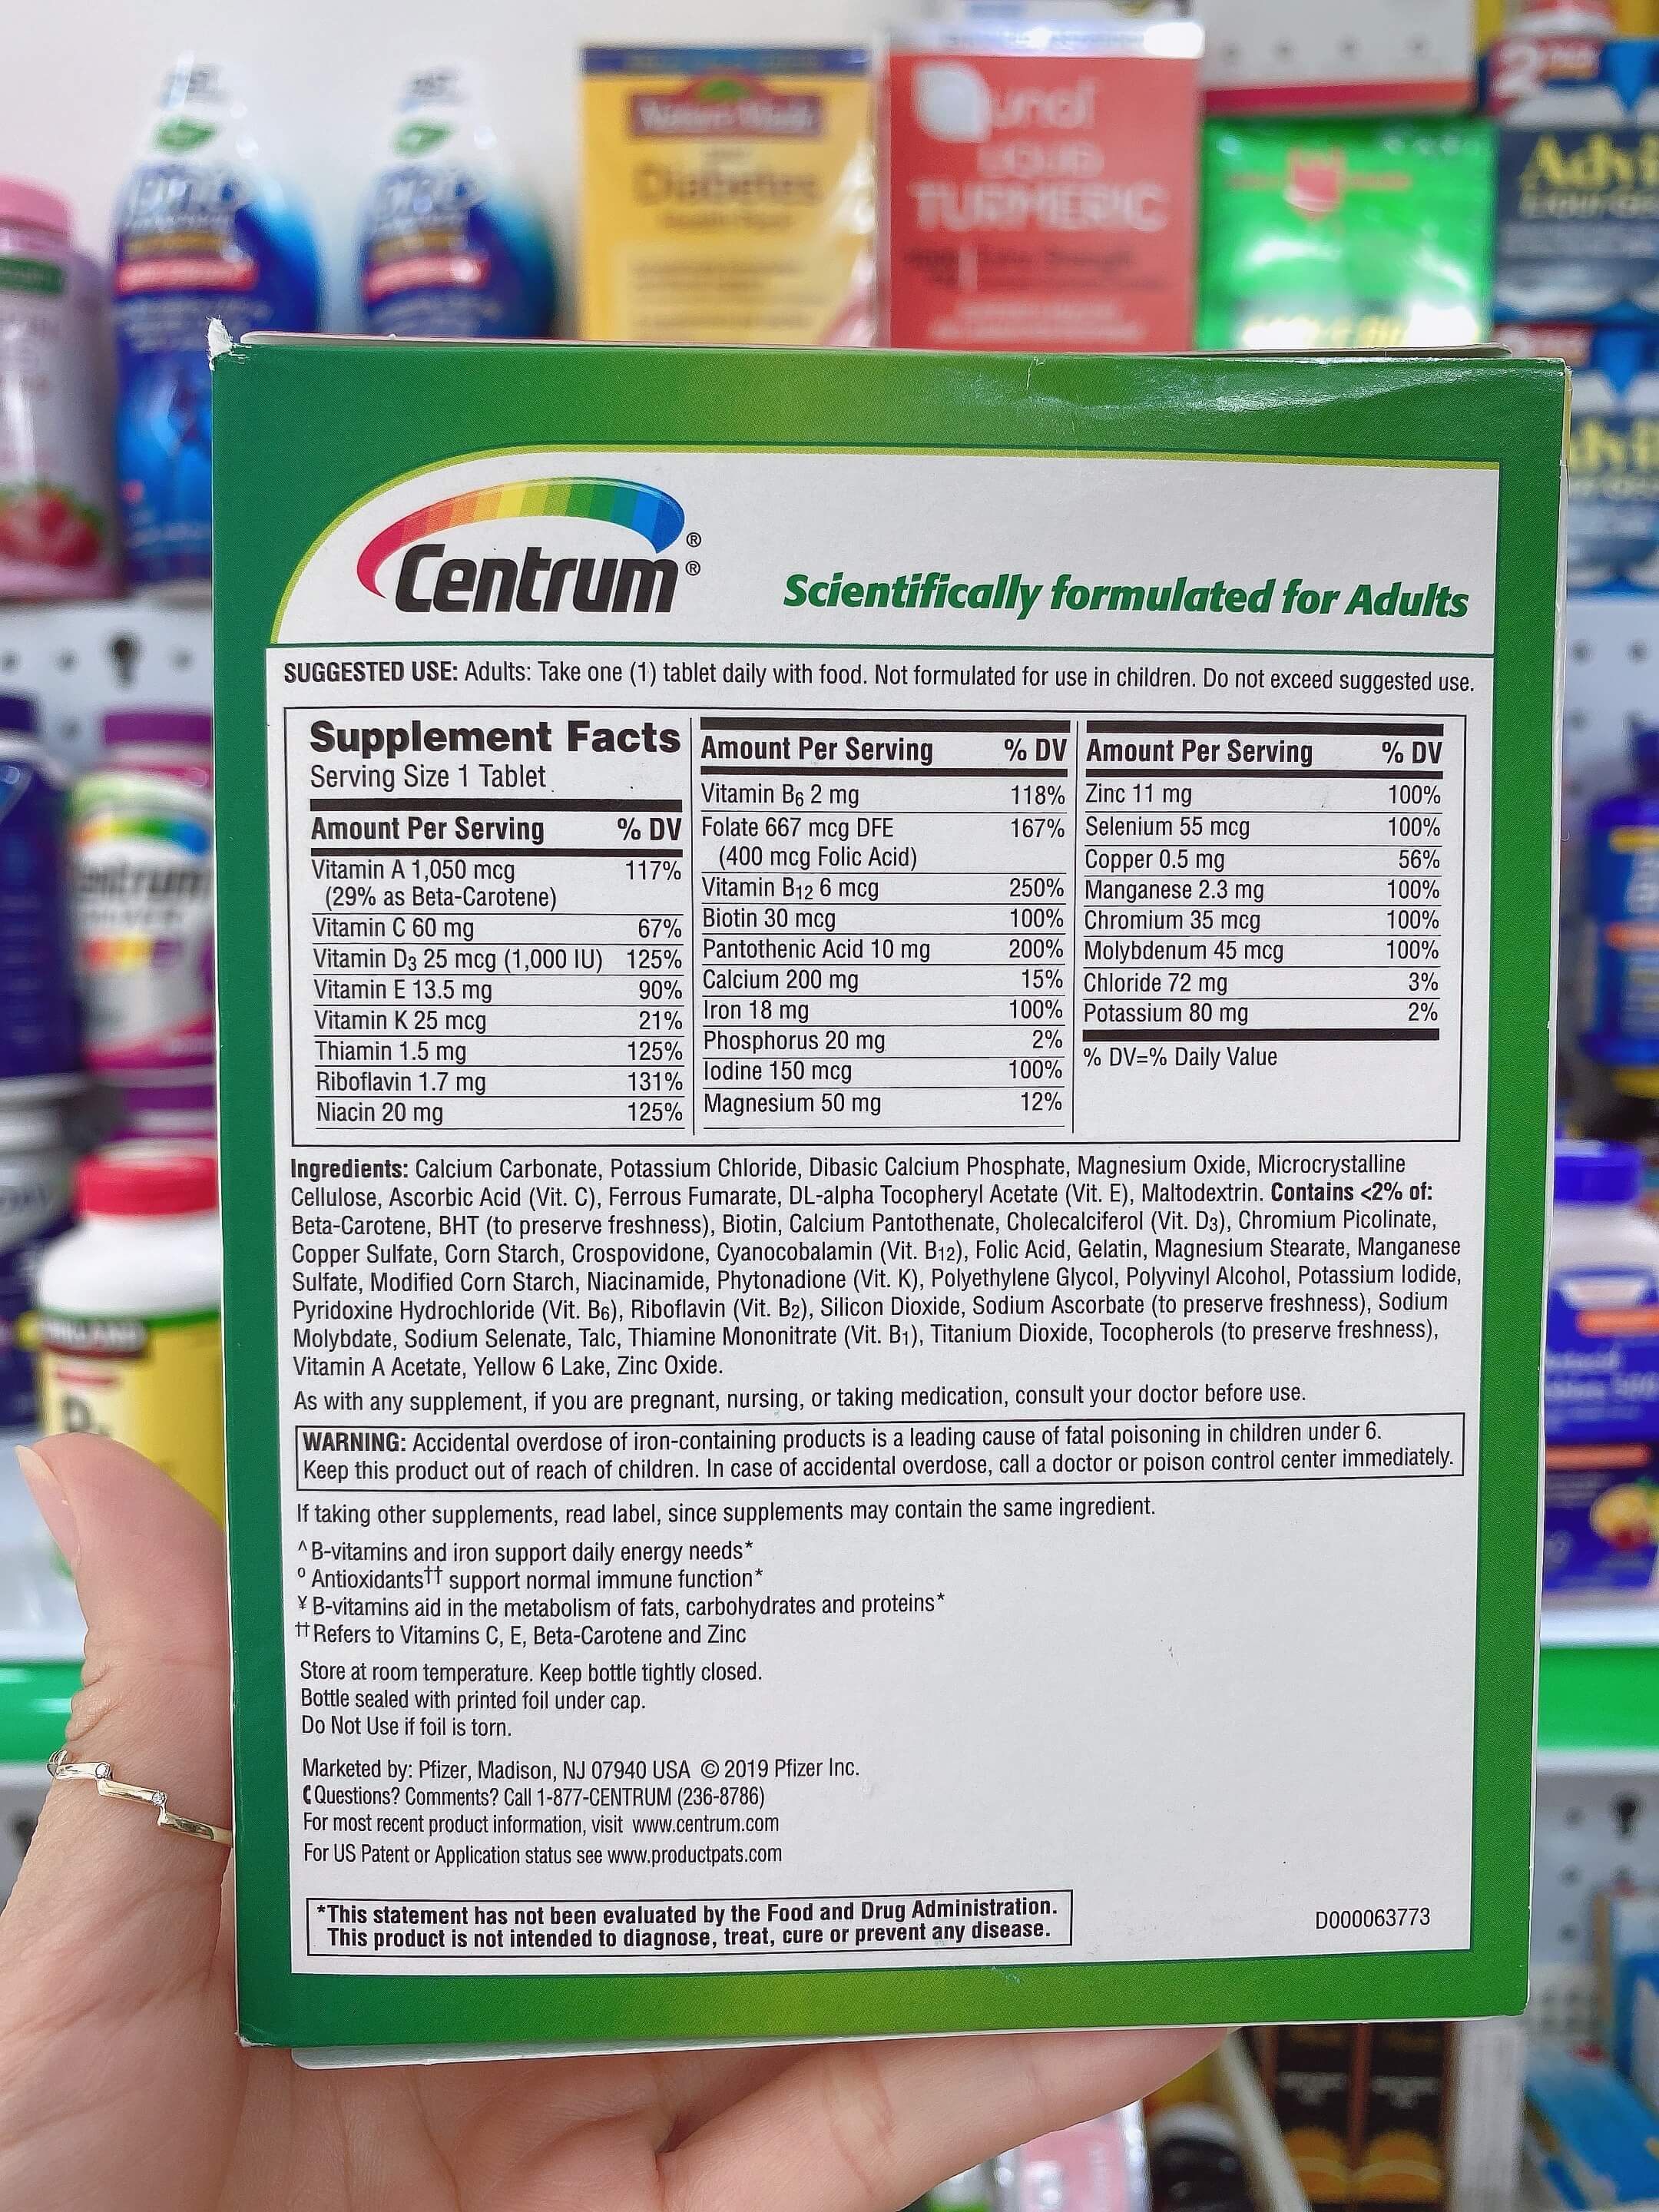 Nature Made
Diabetes
LIQUID
TURMERIC
2
Advil
Centrum®
®
Scientifically formulated for Adults
SUGGESTED USE: Adults: Take one (1) tablet daily with food. Not formulated for use in children. Do not exceed suggested use.
Supplement Facts
Serving Size 1 Tablet
Amount Per Serving % DV
Vitamin A 1,050 mcg 117%
(29% as Beta-Carotene)
Vitamin C 60 mg 67%
Vitamin D3 25 mcg (1,000 IU) 125%
Vitamin E 13.5 mg 90%
Vitamin K 25 mcg 21%
Thiamin 1.5 mg 125%
Riboflavin 1.7 mg 131%
Niacin 20 mg 125%
Amount Per Serving % DV
Vitamin B6 2 mg 118%
Folate 667 mcg DFE 167%
(400 mcg Folic Acid)
Vitamin B12 6 mcg 250%
Biotin 30 mcg 100%
Pantothenic Acid 10 mg 200%
Calcium 200 mg 15%
Iron 18 mg 100%
Phosphorus 20 mg 2%
Iodine 150 mcg 100%
Magnesium 50 mg 12%
Amount Per Serving % DV
Zinc 11 mg 100%
Selenium 55 mcg 100%
Copper 0.5 mg 56%
Manganese 2.3 mg 100%
Chromium 35 mcg 100%
Molybdenum 45 mcg 100%
Chloride 72 mg 3%
Potassium 80 mg 2%
% DV=% Daily Value
Ingredients: Calcium Carbonate, Potassium Chloride, Dibasic Calcium Phosphate, Magnesium Oxide, Microcrystalline
Cellulose, Ascorbic Acid (Vit. C), Ferrous Fumarate, DL-alpha Tocopheryl Acetate (Vit. E), Maltodextrin. Contains <2% of:
Beta-Carotene, BHT (to preserve freshness), Biotin, Calcium Pantothenate, Cholecalciferol (Vit. D3), Chromium Picolinate,
Copper Sulfate, Corn Starch, Crospovidone, Cyanocobalamin (Vit. B12), Folic Acid, Gelatin, Magnesium Stearate, Manganese
Sulfate, Modified Corn Starch, Niacinamide, Phytonadione (Vit. K), Polyethylene Glycol, Polyvinyl Alcohol, Potassium Iodide,
Pyridoxine Hydrochloride (Vit. B6), Riboflavin (Vit. B2), Silicon Dioxide, Sodium Ascorbate (to preserve freshness), Sodium
Molybdate, Sodium Selenate, Talc, Thiamine Mononitrate (Vit. B1), Titanium Dioxide, Tocopherols (to preserve freshness),
Vitamin A Acetate, Yellow 6 Lake, Zinc Oxide.
As with any supplement, if you are pregnant, nursing, or taking medication, consult your doctor before use.
WARNING: Accidental overdose of iron-containing products is a leading cause of fatal poisoning in children under 6.
Keep this product out of reach of children. In case of accidental overdose, call a doctor or poison control center immediately.
If taking other supplements, read label, since supplements may contain the same ingredient.
^ B-vitamins and iron support daily energy needs*
º Antioxidants†† support normal immune function*
¥ B-vitamins aid in the metabolism of fats, carbohydrates and proteins*
†† Refers to Vitamins C, E, Beta-Carotene and Zinc
Store at room temperature. Keep bottle tightly closed.
Bottle sealed with printed foil under cap.
Do Not Use if foil is torn.
Marketed by: Pfizer, Madison, NJ 07940 USA © 2019 Pfizer Inc.
Questions? Comments? Call 1-877-CENTRUM (236-8786)
For most recent product information, visit www.centrum.com
For US Patent or Application status see www.productpats.com
*This statement has not been evaluated by the Food and Drug Administration.
This product is not intended to diagnose, treat, cure or prevent any disease.
D000063773